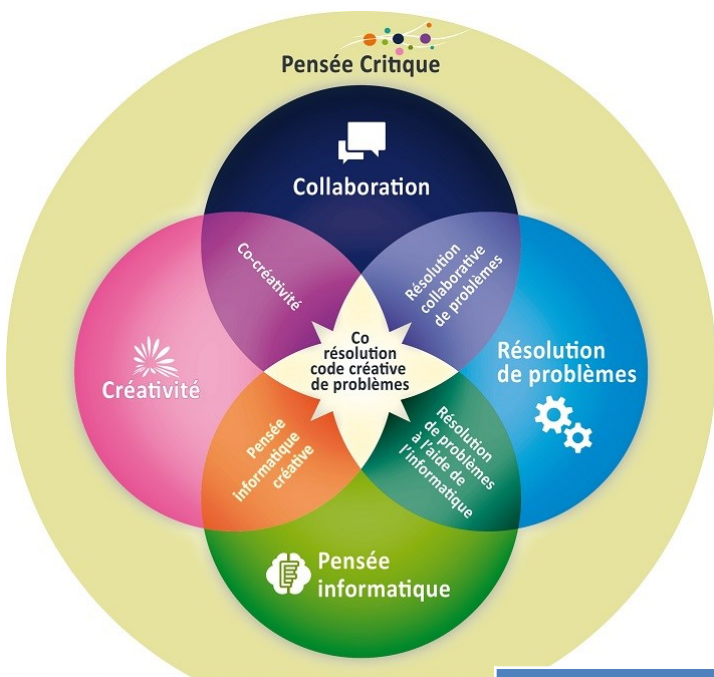 Pensée Critique
Collaboration
Co-créativité
Résolution
collaborative
de problèmes
Créativité
Co
résolution
code créative
de problèmes
Résolution
de problèmes
Pensée
informatique
créative
Résolution
de problèmes
à l'aide de
l'informatique
Pensée
informatique